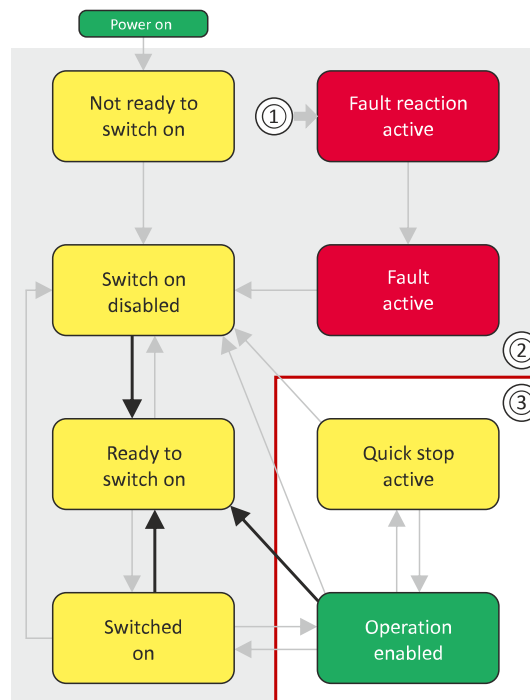 Power on
Not ready to
switch on
①
Fault reaction
active
Switch on
disabled
Fault
active
②
③
Ready to
switch on
Quick stop
active
Switched
on
Operation
enabled